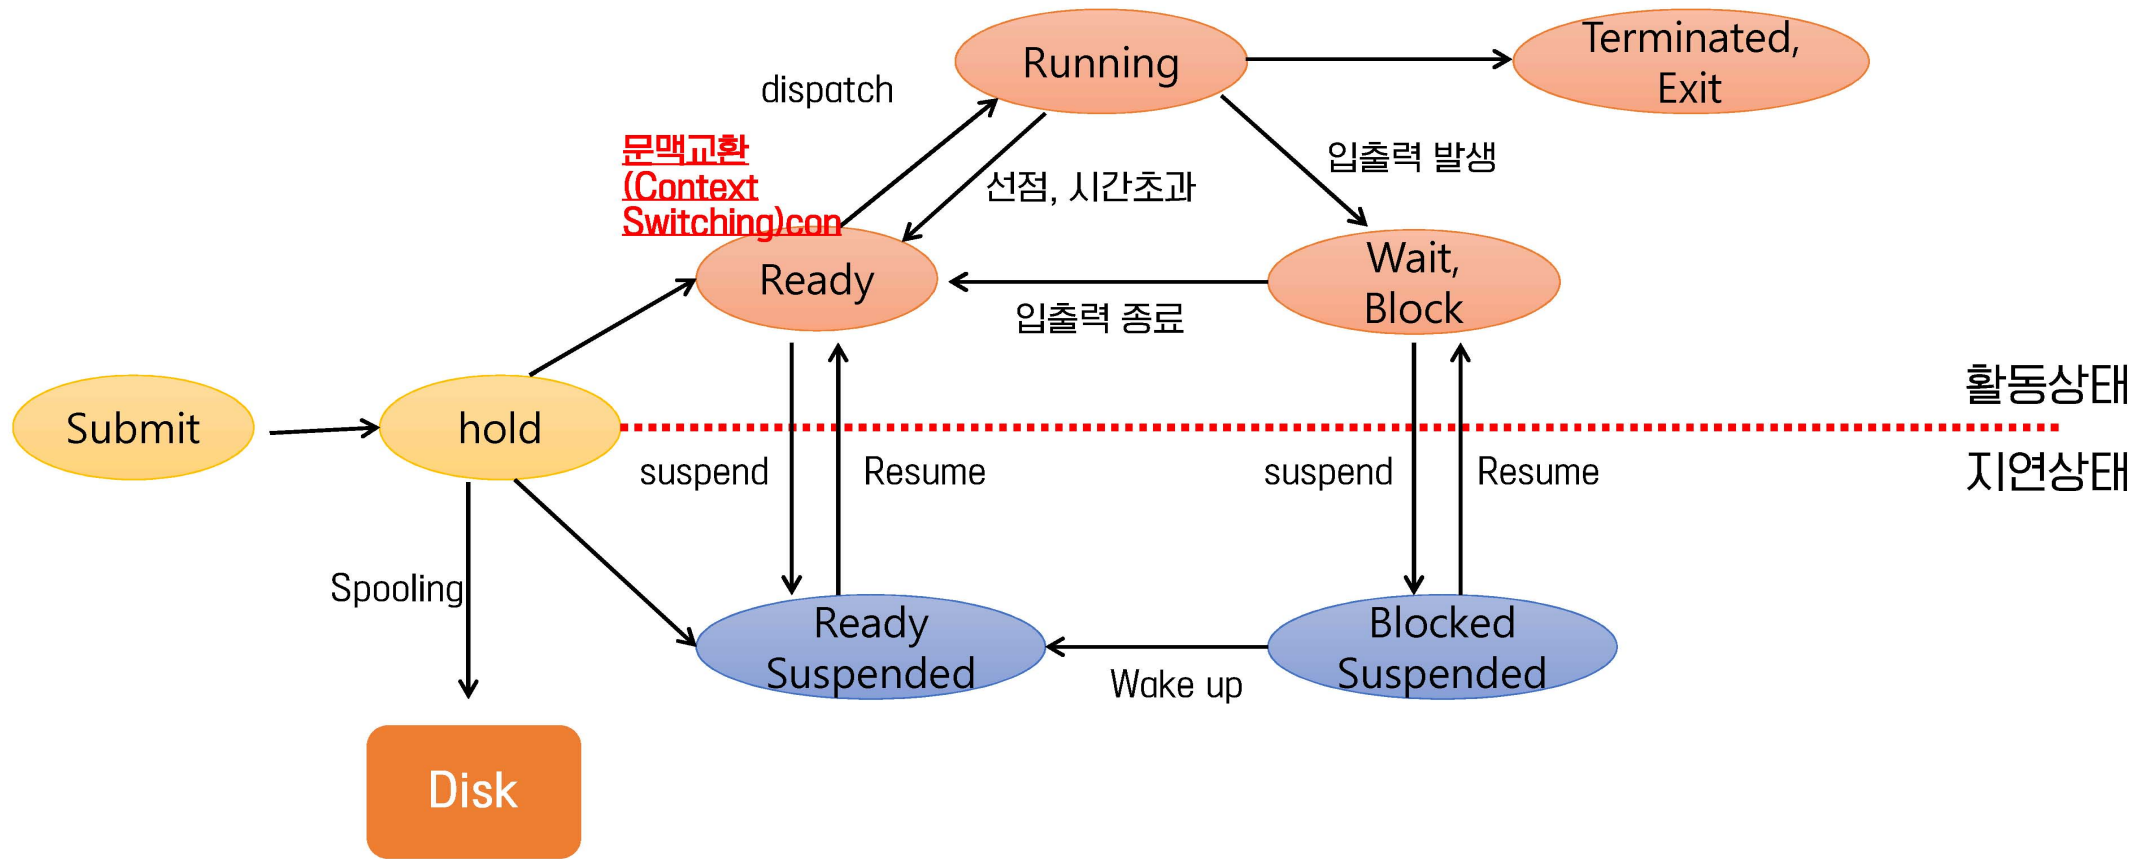 Running
Terminated,
Exit
dispatch
문맥교환
(Context
Switching)con
선점, 시간초과
입출력 발생
Ready
Wait,
Block
입출력 종료
Submit
hold
활동상태
지연상태
suspend
Resume
suspend
Resume
Spooling
Ready
Suspended
Blocked
Suspended
Wake up
Disk